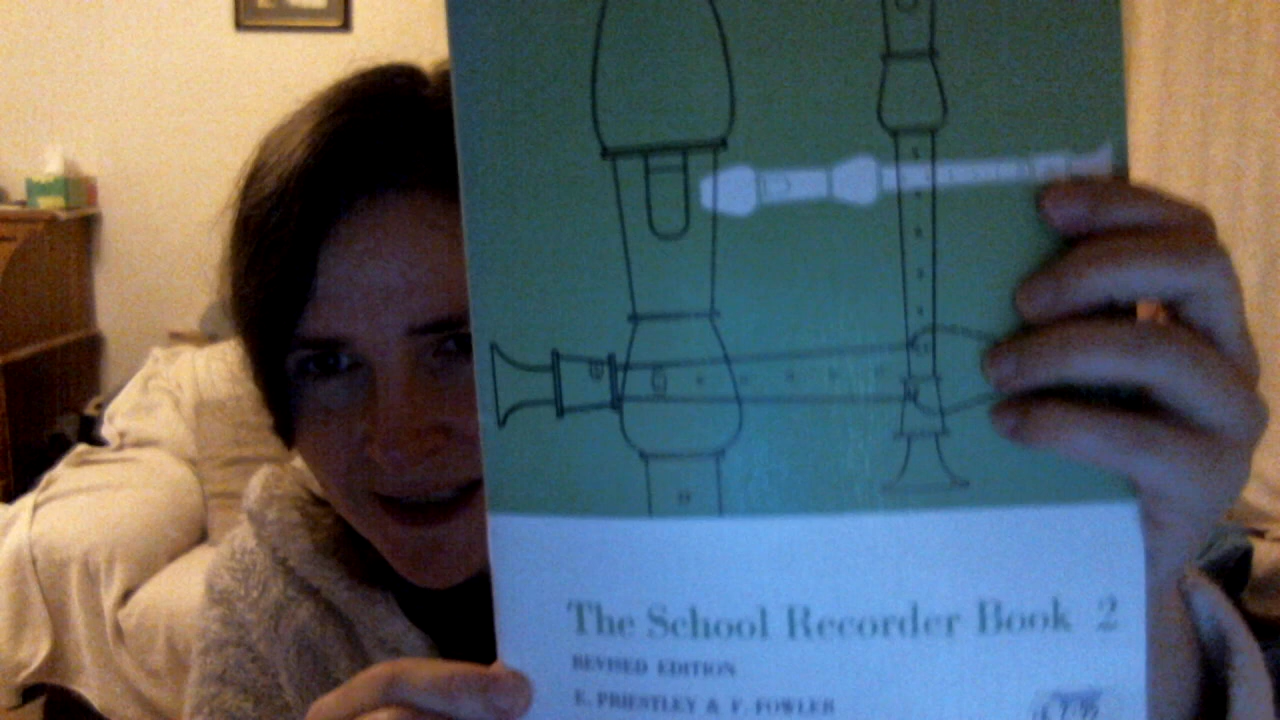 The School Recorder Book 2
REVISED EDITION
E. PRIESTLEY & F. FOWLER